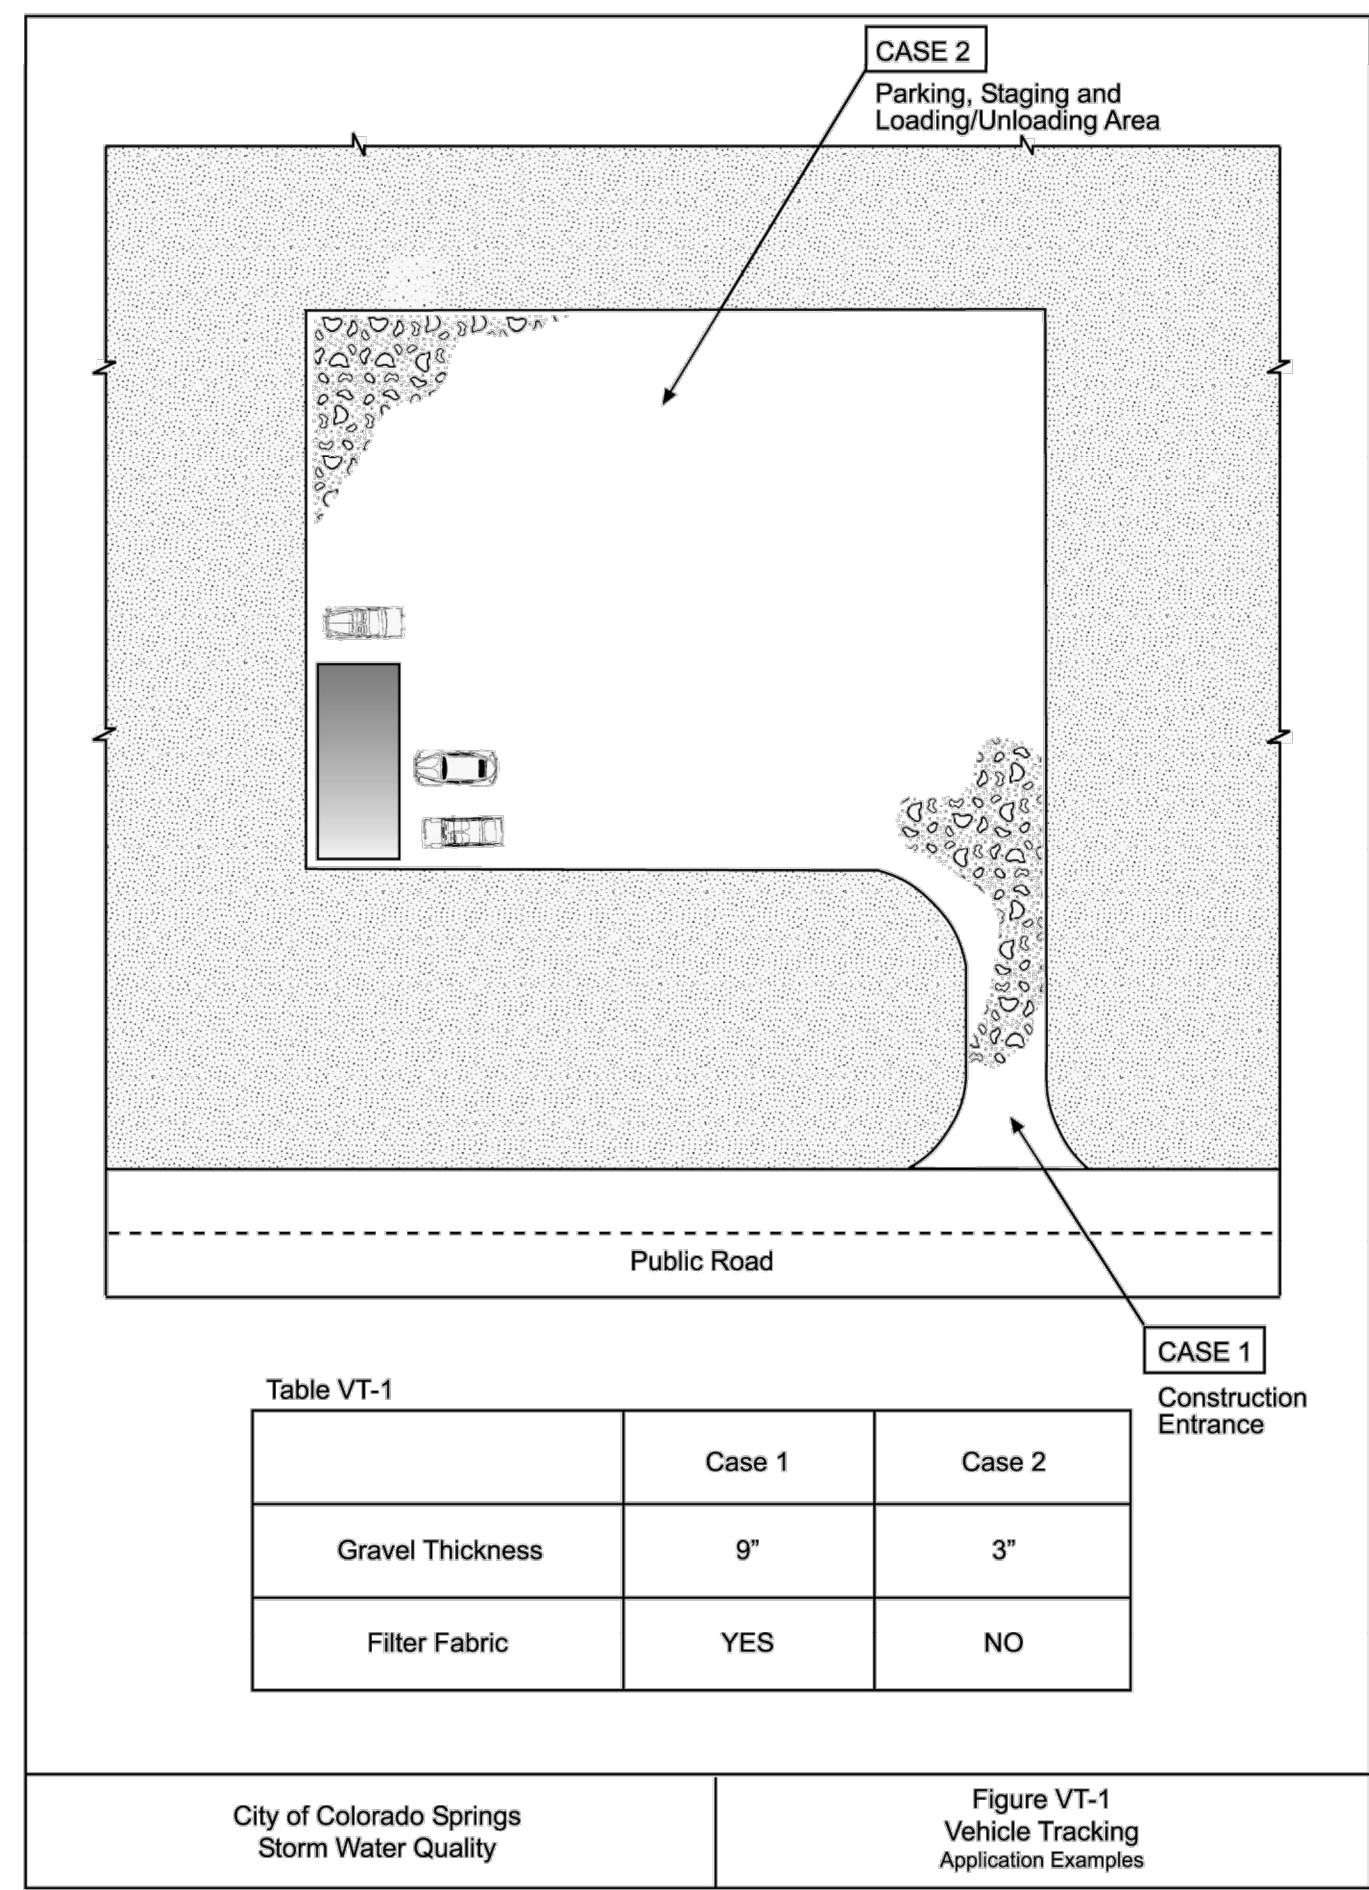 CASE 2
Parking, Staging and
Loading/Unloading Area
Public Road
CASE 1
Construction
Entrance
Table VT-1
Case 1 Case 2
Gravel Thickness 9” 3”
Filter Fabric YES NO
City of Colorado Springs
Storm Water Quality
Figure VT-1
Vehicle Tracking
Application Examples